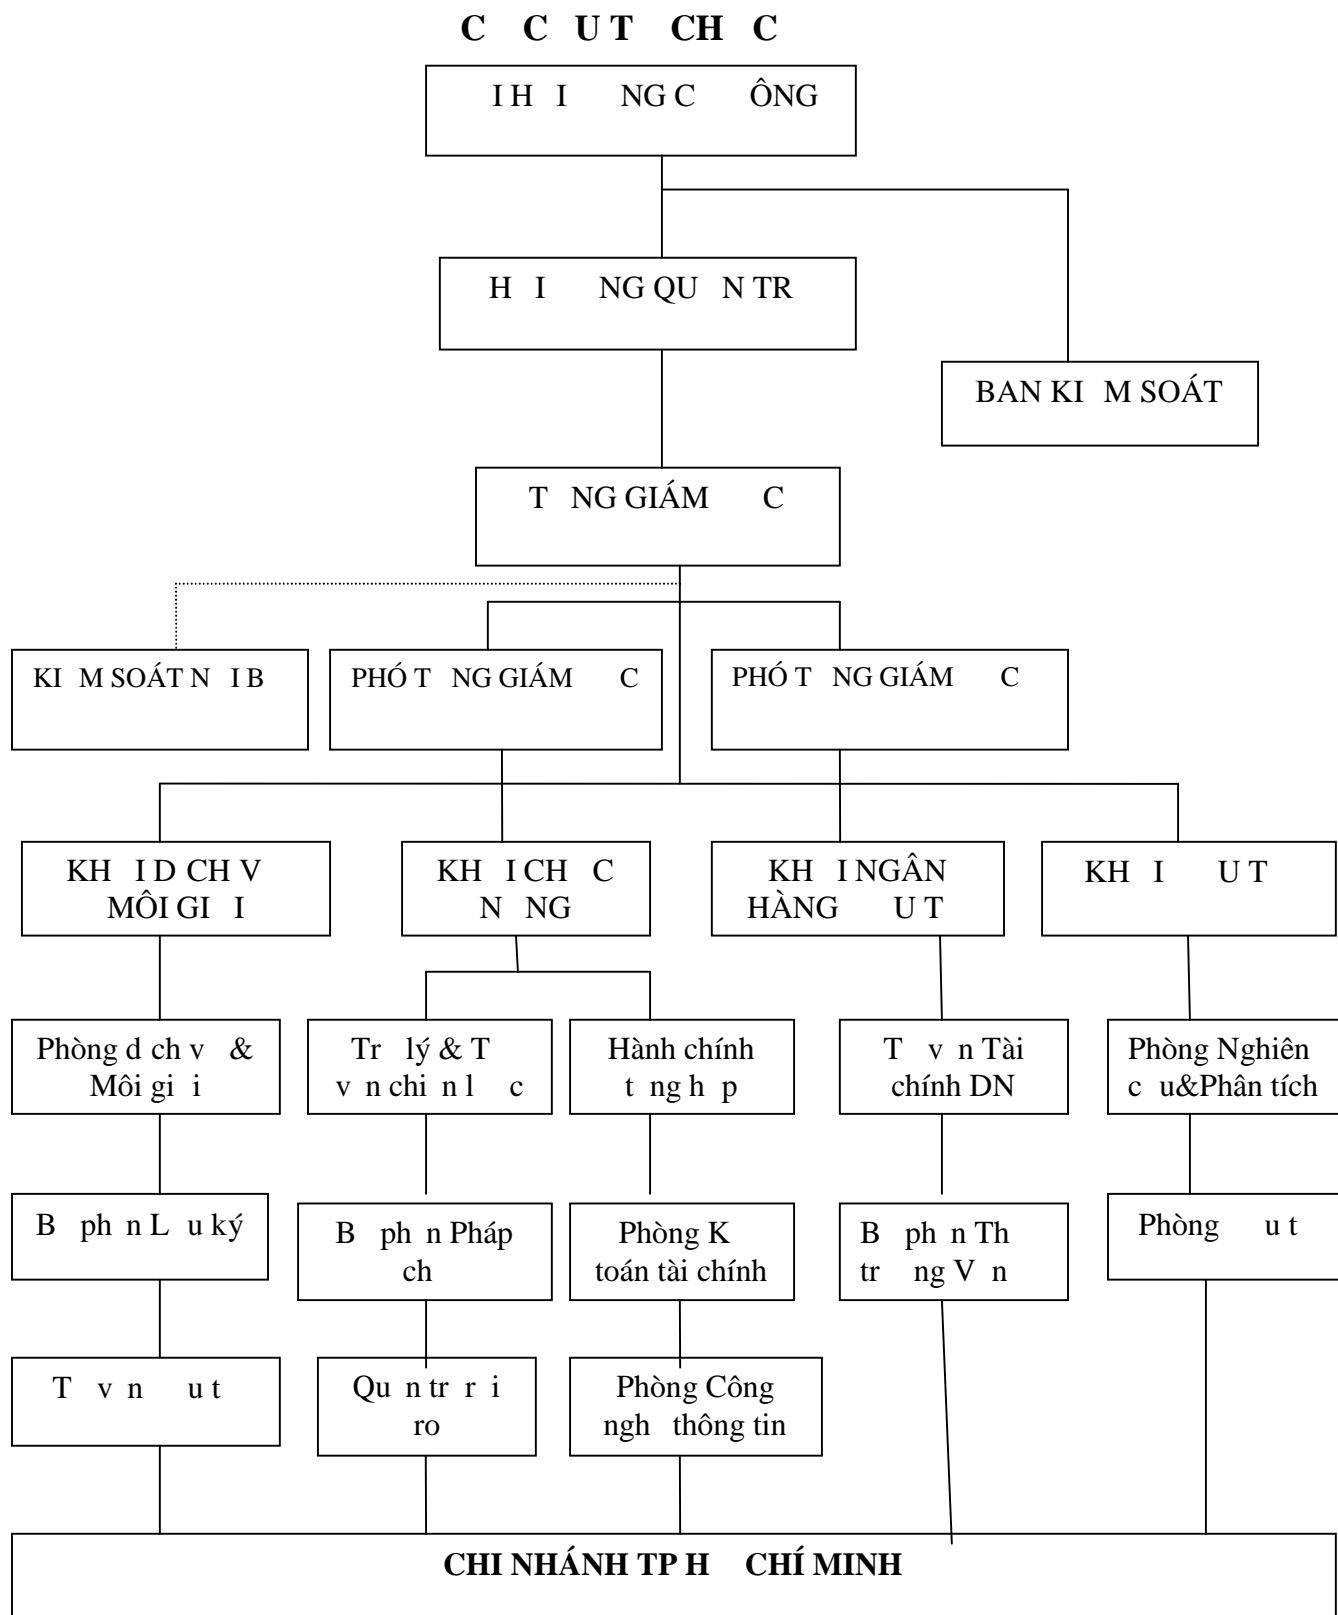 C C U T CH C
I H I NG C ÔNG
H I NG QU N TR
BAN KI M SOÁT
T NG GIÁM C
KI M SOÁT N I B
PHÓ T NG GIÁM C
PHÓ T NG GIÁM C
KH I D CH V
MÔI GI I
KH I CH C
N NG
KH I NGÂN
HÀNG U T
KH I U T
Phòng d ch v &
Môi gi i
Tr lý & T
v n chi n l c
Hành chính
t ng h p
T v n Tài
chính DN
Phòng Nghiên
c u&Phân tích
B ph n L u ký
B ph n Pháp
ch
Phòng K
toán tài chính
B ph n Th
tr ng V n
Phòng u t
T v n u t
Qu n tr r i
ro
Phòng Công
ngh thông tin
CHI NHÁNH TP H CHÍ MINH